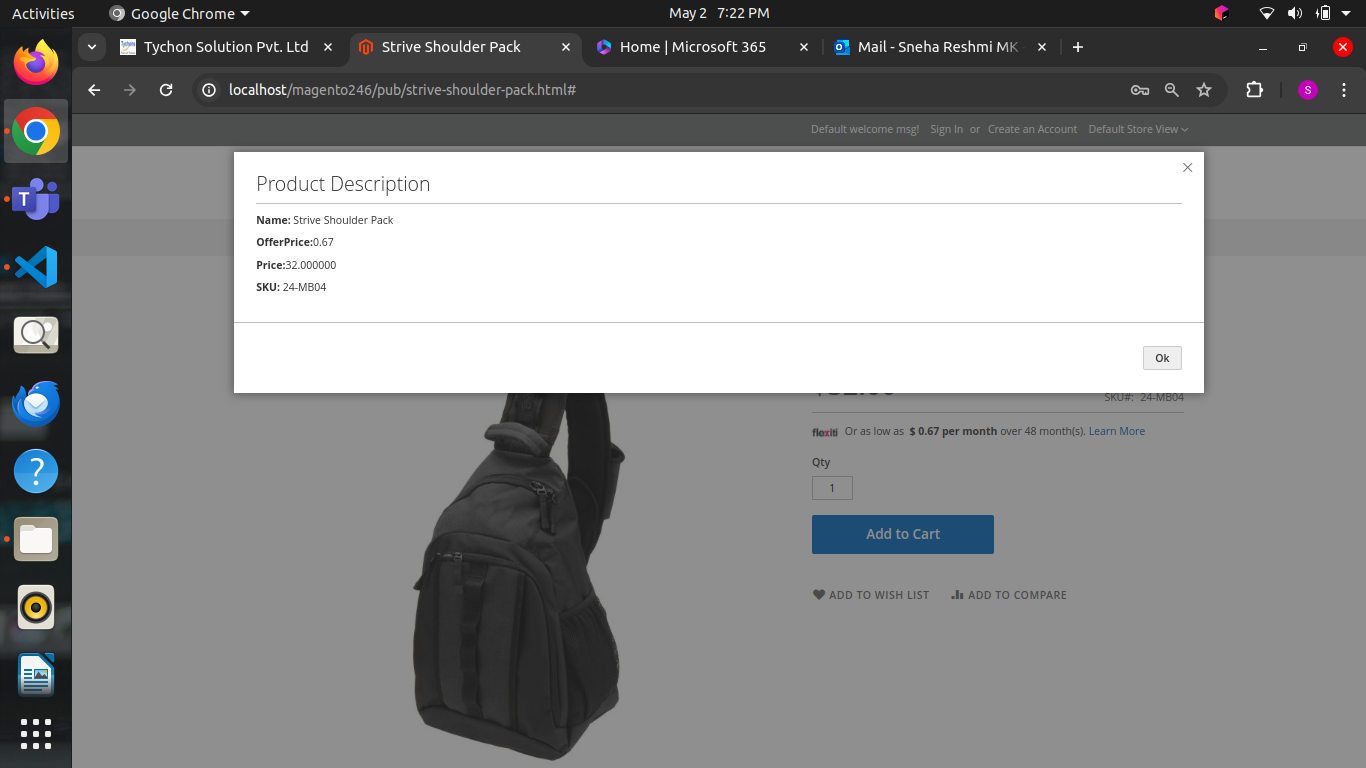 Activities
Google Chrome
May 2 7:22 PM
Tychon Solution Pvt. Ltd
Strive Shoulder Pack
Home | Microsoft 365
Mail - Sneha Reshmi MK
localhost/magento246/pub/strive-shoulder-pack.html#
S
Default welcome msg! Sign In or Create an Account Default Store View
Product Description
Name: Strive Shoulder Pack
OfferPrice:0.67
Price:32.000000
SKU: 24-MB04
Ok
SKU#: 24-MB04
flexiti Or as low as $ 0.67 per month over 48 month(s). Learn More
Qty
1
Add to Cart
ADD TO WISH LIST ADD TO COMPARE